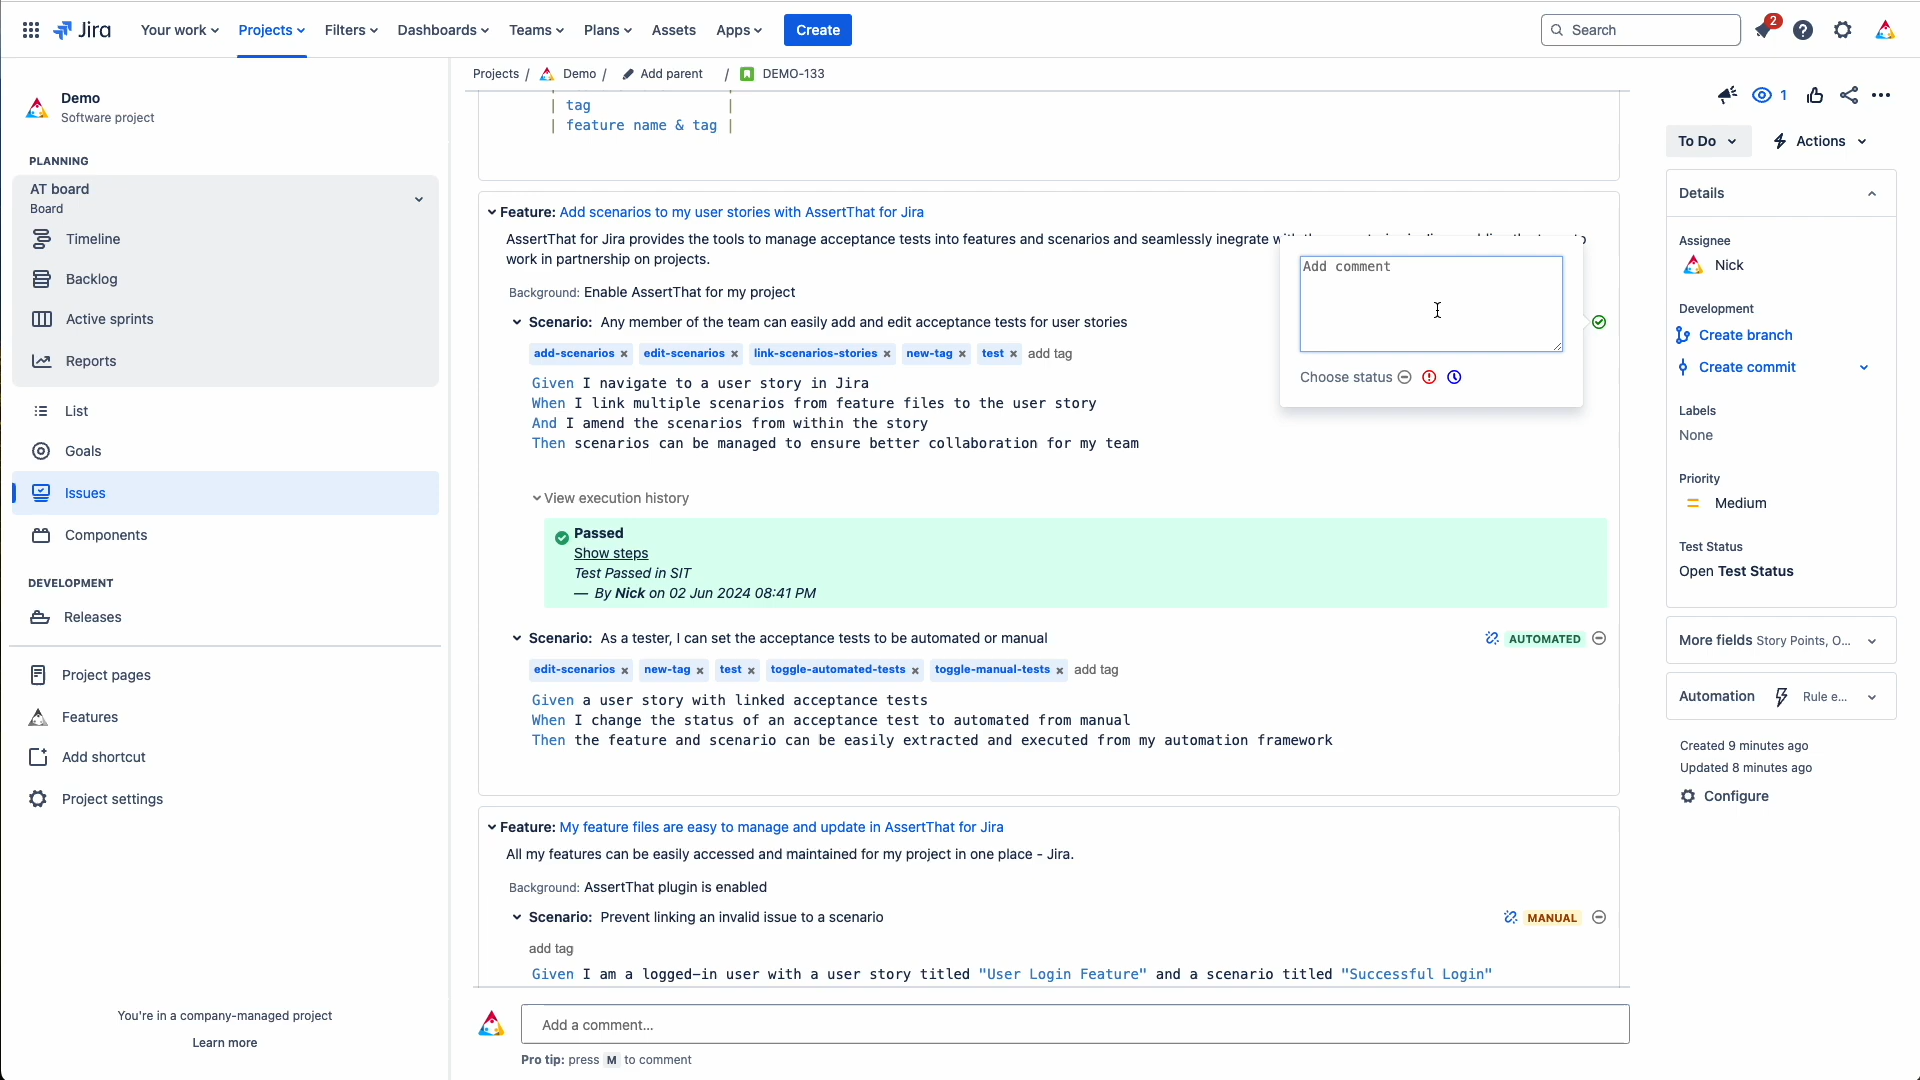 Jira
Your work
Projects
Filters
Dashboards
Teams
Plans
Assets
Apps
Create
Search
2
Demo
Software project
PLANNING
AT board
Board
Timeline
Backlog
Active sprints
Reports
List
Goals
Issues
Components
DEVELOPMENT
Releases
Project pages
Features
Add shortcut
Project settings
You're in a company-managed project
Learn more
Projects / Demo / Add parent / DEMO-133
| tag |
| feature name & tag |
Feature: Add scenarios to my user stories with AssertThat for Jira
AssertThat for Jira provides the tools to manage acceptance tests into features and scenarios and seamlessly inegrate
work in partnership on projects.
Background: Enable AssertThat for my project
Scenario: Any member of the team can easily add and edit acceptance tests for user stories
add-scenarios × edit-scenarios × link-scenarios-stories × new-tag × test × add tag
Given I navigate to a user story in Jira
When I link multiple scenarios from feature files to the user story
And I amend the scenarios from within the story
Then scenarios can be managed to ensure better collaboration for my team
Add comment
Choose status
View execution history
Passed
Show steps
Test Passed in SIT
— By Nick on 02 Jun 2024 08:41 PM
Scenario: As a tester, I can set the acceptance tests to be automated or manual
AUTOMATED
edit-scenarios × new-tag × test × toggle-automated-tests × toggle-manual-tests × add tag
Given a user story with linked acceptance tests
When I change the status of an acceptance test to automated from manual
Then the feature and scenario can be easily extracted and executed from my automation framework
Feature: My feature files are easy to manage and update in AssertThat for Jira
All my features can be easily accessed and maintained for my project in one place - Jira.
Background: AssertThat plugin is enabled
Scenario: Prevent linking an invalid issue to a scenario
MANUAL
add tag
Given I am a logged-in user with a user story titled "User Login Feature" and a scenario titled "Successful Login"
Add a comment...
Pro tip: press M to comment
1
To Do
Actions
Details
Assignee
Nick
Development
Create branch
Create commit
Labels
None
Priority
Medium
Test Status
Open Test Status
More fields Story Points, O...
Automation Rule e...
Created 9 minutes ago
Updated 8 minutes ago
Configure